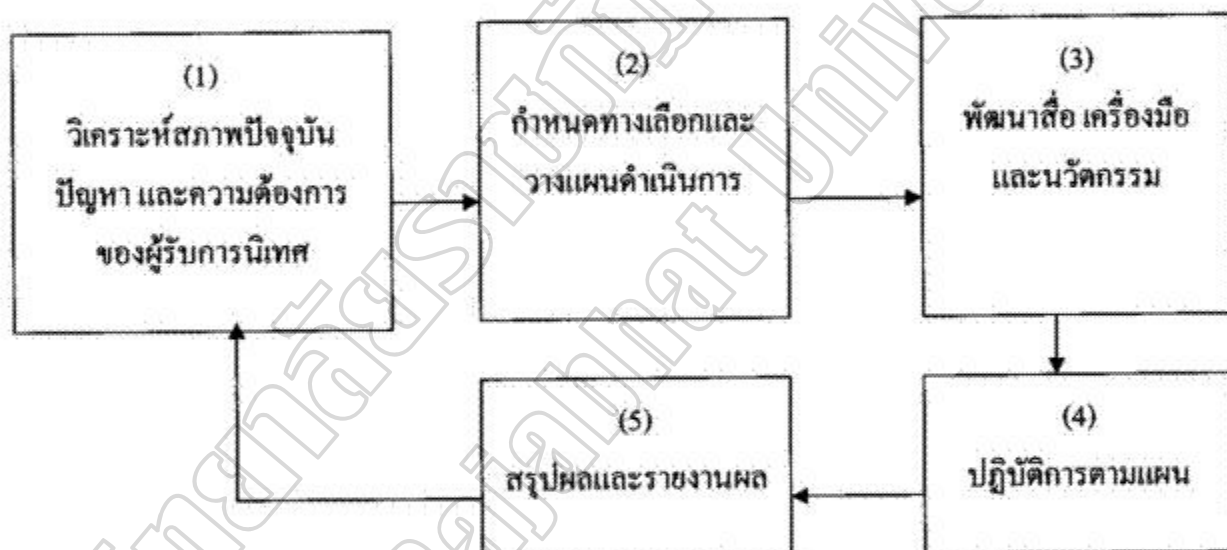 (1)
วิเคราะห์สภาพปัจจุบัน
ปัญหา และความต้องการ
ของผู้รับการนิเทศ
(2)
กำหนดทางเลือกและ
วางแผนดำเนินการ
(3)
พัฒนาสื่อ เครื่องมือ
และนวัตกรรม
(4)
ปฏิบัติการตามแผน
(5)
สรุปผลและรายงานผล